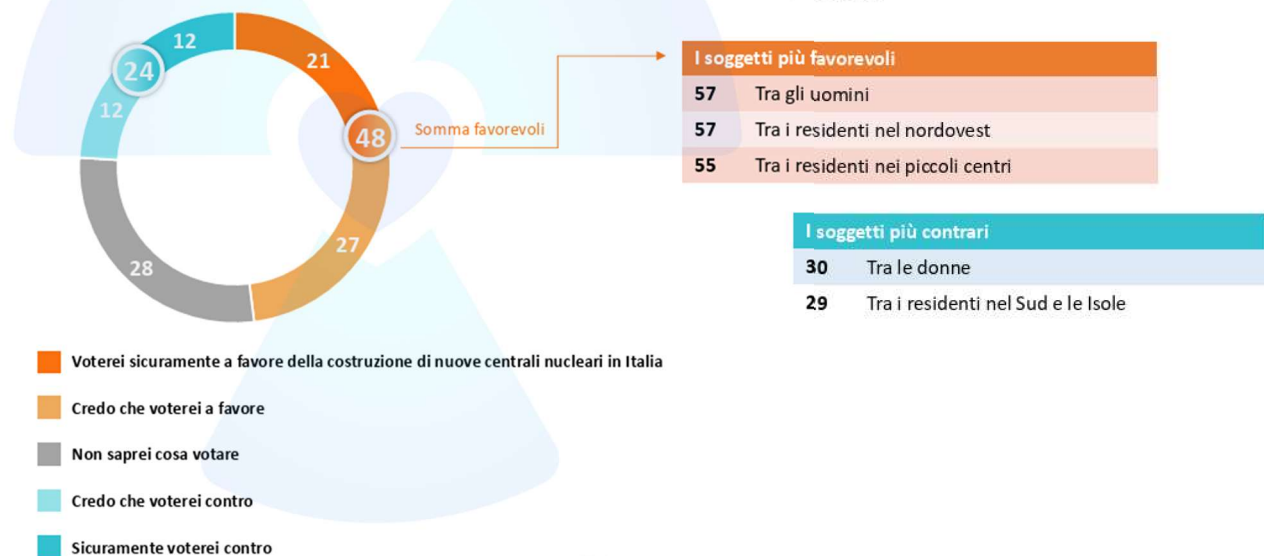 12
21
24
12
48
Somma favorevoli
27
28
I soggetti più favorevoli
57 Tra gli uomini
57 Tra i residenti nel nordovest
55 Tra i residenti nei piccoli centri
I soggetti più contrari
30 Tra le donne
29 Tra i residenti nel Sud e le Isole
Voterei sicuramente a favore della costruzione di nuove centrali nucleari in Italia
Credo che voterei a favore
Non saprei cosa votare
Credo che voterei contro
Sicuramente voterei contro